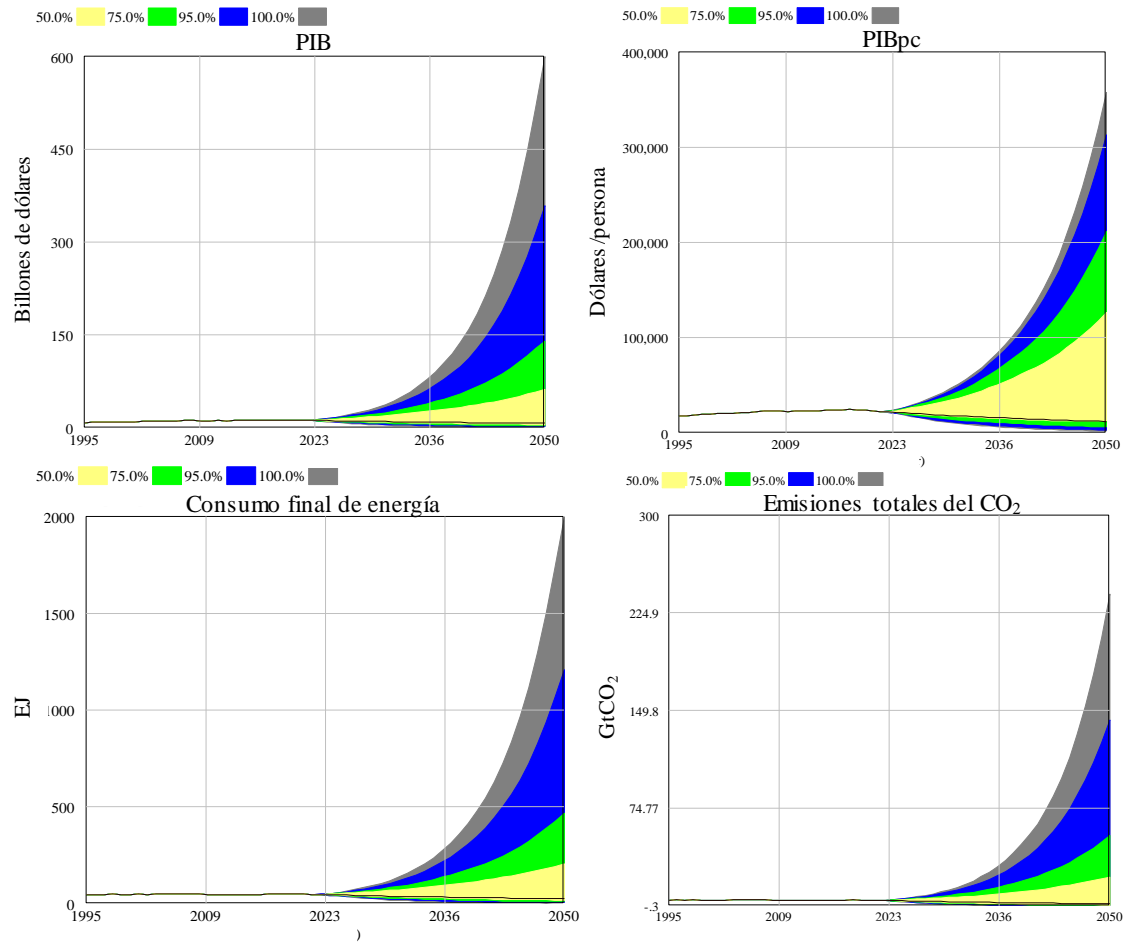 50.0% 75.0% 95.0% 100.0%
PIB
600
450
300
150
0
Billones de dólares
1995 2009 2023 2036 2050
50.0% 75.0% 95.0% 100.0%
PIBpc
400,000
300,000
200,000
100,000
0
Dólares /persona
1995 2009 2023 2036 2050
50.0% 75.0% 95.0% 100.0%
Consumo final de energía
2000
1500
1000
500
0
EJ
1995 2009 2023 2036 2050
)
50.0% 75.0% 95.0% 100.0%
Emisiones totales del CO₂
300
224.9
149.8
74.77
-.3
GtCO₂
1995 2009 2023 2036 2050